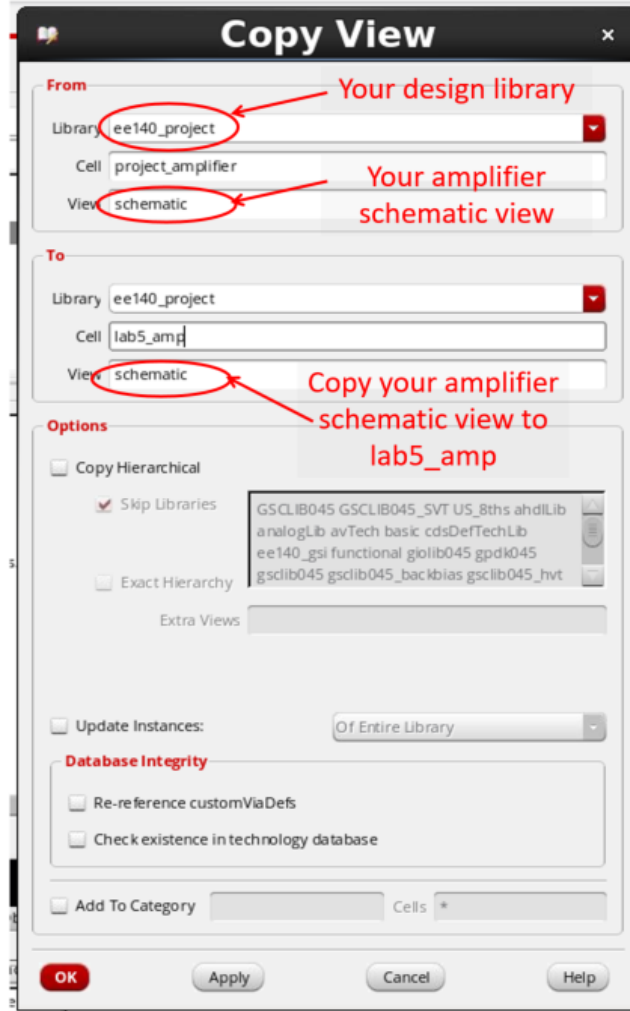 Copy View
From
Your design library
Library ee140_project
Cell project_amplifier
Your amplifier
schematic view
View schematic
To
Library ee140_project
Cell lab5_amp
View schematic
Copy your amplifier
schematic view to
lab5_amp
Options
Copy Hierarchical
Skip Libraries
GSCLIB045 GSCLIB045_SVT US_8ths ahdlLib
analogLib avTech basic cdsDefTechLib
ee140_gsi functional giolib045 gpdk045
gsclib045 gsclib045_backbias gsclib045_hvt
Exact Hierarchy
Extra Views
Update Instances: Of Entire Library
Database Integrity
Re-reference customViaDefs
Check existence in technology database
Add To Category Cells *
OK Apply Cancel Help